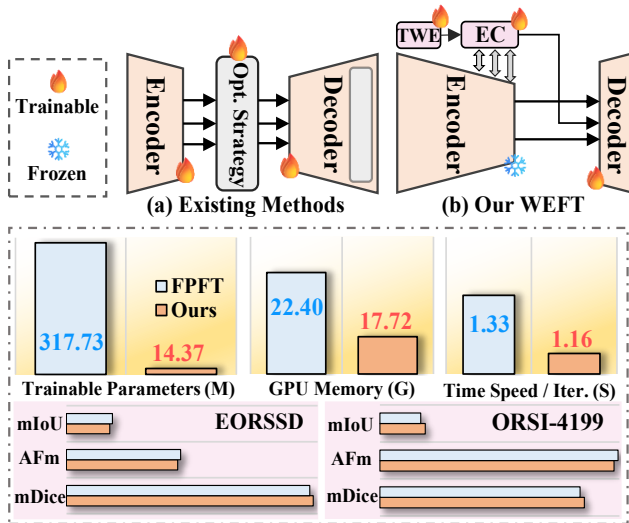 Trainable
Frozen
Encoder
Opt. Strategy
Decoder
(a) Existing Methods
TWE
EC
Encoder
Decoder
(b) Our WEFT
FPFT
Ours
317.73
14.37
Trainable Parameters (M)
22.40
17.72
GPU Memory (G)
1.33
1.16
Time Speed / Iter. (S)
EORSSD
mIoU
AFm
mDice
ORSI-4199
mIoU
AFm
mDice